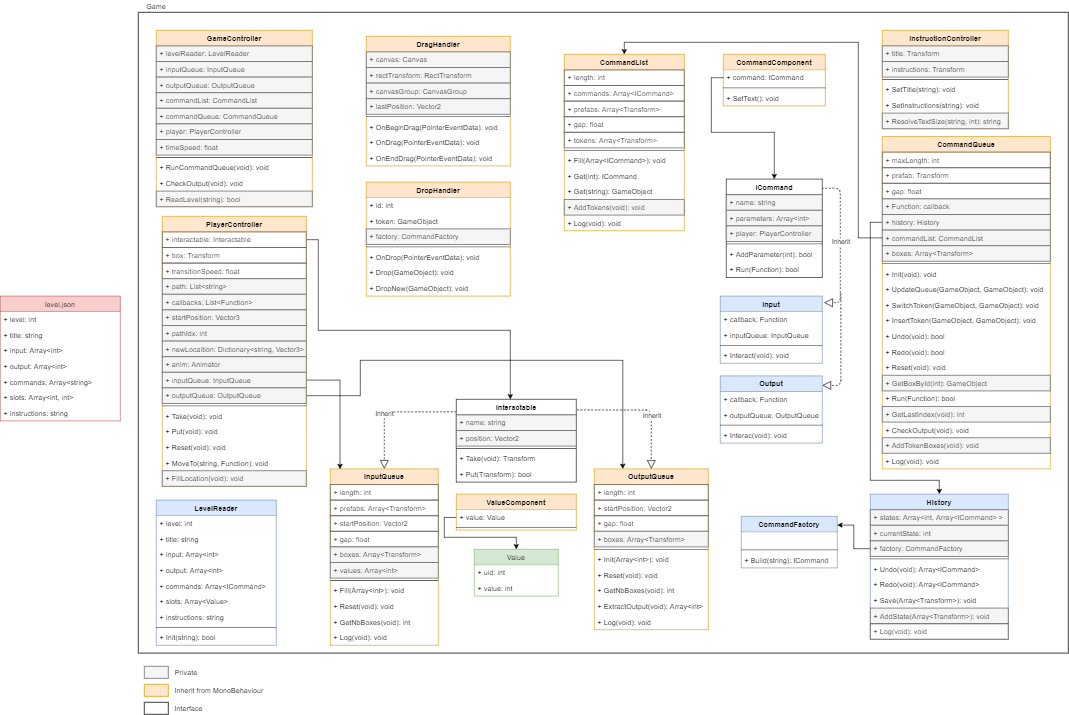 Game
GameController
+ levelReader: LevelReader
+ inputQueue: InputQueue
+ outputQueue: OutputQueue
+ commandList: CommandList
+ commandQueue: CommandQueue
+ player: PlayerController
+ timeSpeed: float
+ RunCommandQueue(void): void
+ CheckOutput(void): void
+ ReadLevel(string): bool
DragHandler
+ canvas: Canvas
+ rectTransform: RectTransform
+ canvasGroup: CanvasGroup
+ lastPosition: Vector2
+ OnBeginDrag(PointerEventData): void
+ OnDrag(PointerEventData): void
+ OnEndDrag(PointerEventData): void
CommandList
+ length: int
+ commands: Array<ICommand>
+ prefabs: Array<Transform>
+ gap: float
+ tokens: Array<Transform>
+ Fill(Array<ICommand>): void
+ Get(int): ICommand
+ Get(string): GameObject
+ AddTokens(void): void
+ Log(void): void
CommandComponent
+ command: ICommand
+ SetText(): void
InstructionController
+ title: Transform
+ instructions: Transform
+ SetTitle(string): void
+ SetInstructions(string): void
+ ResolveTextSize(string, int): string
CommandQueue
+ maxLength: int
+ prefab: Transform
+ gap: float
+ Function: callback
+ history: History
+ commandList: CommandList
+ boxes: Array<Transform>
+ Init(void): void
+ UpdateQueue(GameObject, GameObject): void
+ SwitchToken(GameObject, GameObject): void
+ InsertToken(GameObject, GameObject): void
+ Undo(void): bool
+ Redo(void): bool
+ Reset(void): void
+ GetBoxById(int): GameObject
+ Run(Function): bool
+ GetLastIndex(void): int
+ CheckOutput(void): void
+ AddTokenBoxes(void): void
+ Log(void): void
DropHandler
+ id: int
+ token: GameObject
+ factory: CommandFactory
+ OnDrop(PointerEventData): void
+ Drop(GameObject): void
+ DropNew(GameObject): void
ICommand
+ name: string
+ parameters: Array<int>
+ player: PlayerController
+ AddParameter(int): bool
+ Run(Function): bool
Inherit
PlayerController
+ interactable: Interactable
+ box: Transform
+ transitionSpeed: float
+ path: List<string>
+ callbacks: List<Function>
+ startPosition: Vector3
+ pathIdx: int
+ newLocaltion: Dictionary<string, Vector3>
+ anim: Animator
+ inputQueue: InputQueue
+ outputQueue: OutputQueue
+ Take(void): void
+ Put(void): void
+ Reset(void): void
+ MoveTo(string, Function): void
+ FillLocation(void): void
level.json
+ level: int
+ title: string
+ input: Array<int>
+ output: Array<int>
+ commands: Array<string>
+ slots: Array<int, int>
+ instructions: string
Input
+ callback: Function
+ inputQueue: InputQueue
+ Interact(void): void
Output
+ callback: Function
+ outputQueue: OutputQueue
+ Interac(void): void
Interactable
+ name: string
+ position: Vector2
+ Take(void): Transform
+ Put(Transform): bool
Inherit
Inherit
InputQueue
+ length: int
+ prefabs: Array<Transform>
+ startPosition: Vector2
+ gap: float
+ boxes: Array<Transform>
+ values: Array<int>
+ Fill(Array<int>): void
+ Reset(void): void
+ GetNbBoxes(void): int
+ Log(void): void
OutputQueue
+ length: int
+ startPosition: Vector2
+ gap: float
+ boxes: Array<Transform>
+ Init(Array<int>): void
+ Reset(void): void
+ GetNbBoxes(void): int
+ ExtractOutput(void): Array<int>
+ Log(void): void
ValueComponent
+ value: Value
Value
+ uid: int
+ value: int
LevelReader
+ level: int
+ title: string
+ input: Array<int>
+ output: Array<int>
+ commands: Array<ICommand>
+ slots: Array<Value>
+ instructions: string
+ Init(string): bool
CommandFactory
+ Build(string): ICommand
History
+ states: Array<int, Array<ICommand> >
+ currentState: int
+ factory: CommandFactory
+ Undo(void): Array<ICommand>
+ Redo(void): Array<ICommand>
+ Save(Array<Transform>): void
+ AddState(Array<Transform>): void
+ Log(void): void
Private
Inherit from MonoBehaviour
Interface